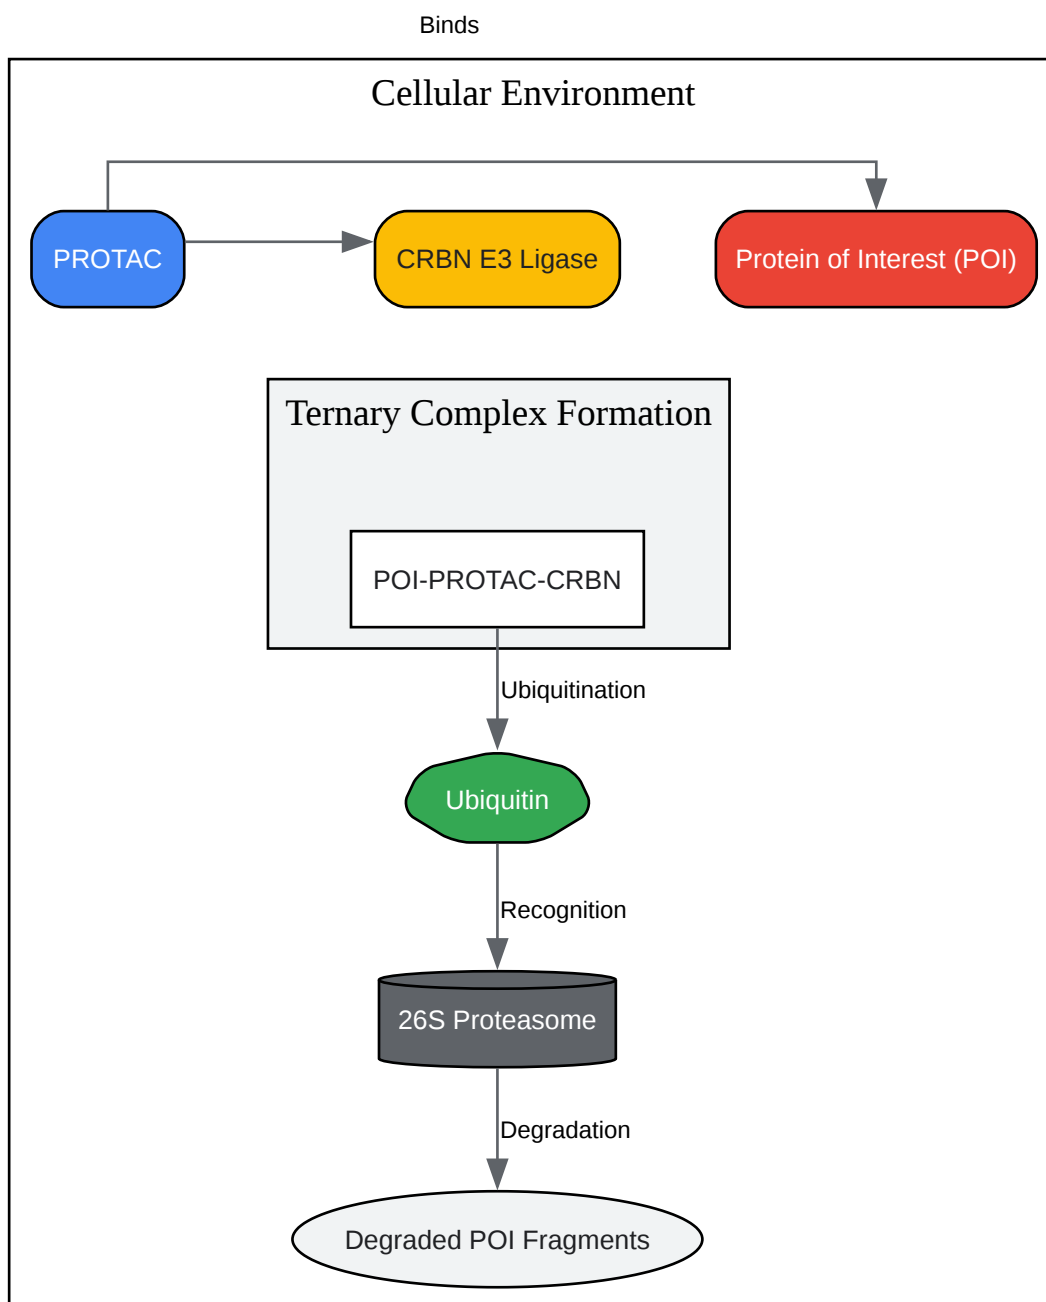 Binds
Cellular Environment
PROTAC
CRBN E3 Ligase
Protein of Interest (POI)
Ternary Complex Formation
POI-PROTAC-CRBN
Ubiquitination
Ubiquitin
Recognition
26S Proteasome
Degradation
Degraded POI Fragments